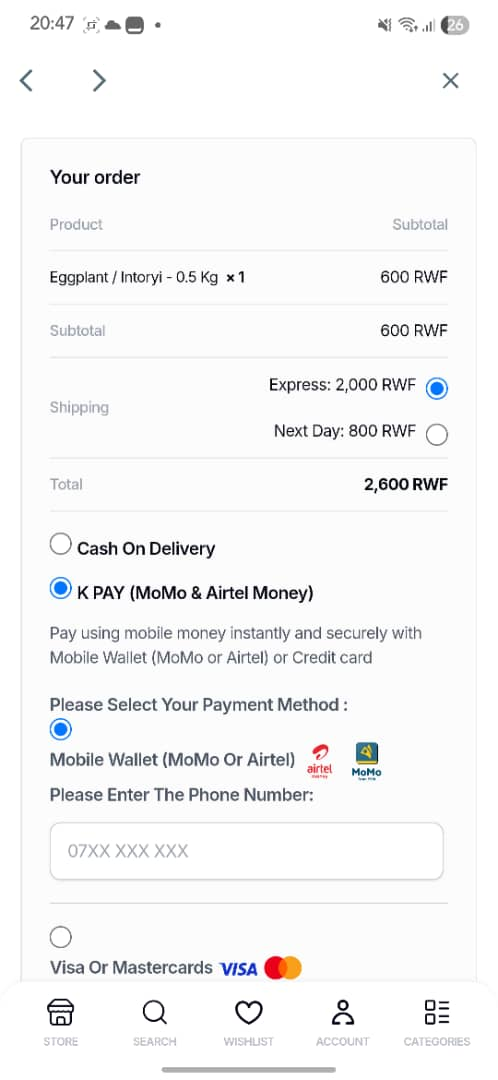 20:47
26
Your order
Product Subtotal
Eggplant / Intoryi - 0.5 Kg × 1 600 RWF
Subtotal 600 RWF
Express: 2,000 RWF
Shipping
Next Day: 800 RWF
Total 2,600 RWF
Cash On Delivery
K PAY (MoMo & Airtel Money)
Pay using mobile money instantly and securely with
Mobile Wallet (MoMo or Airtel) or Credit card
Please Select Your Payment Method :
Mobile Wallet (MoMo Or Airtel) airtel MoMo
Please Enter The Phone Number:
07XX XXX XXX
Visa Or Mastercards VISA
STORE SEARCH WISHLIST ACCOUNT CATEGORIES